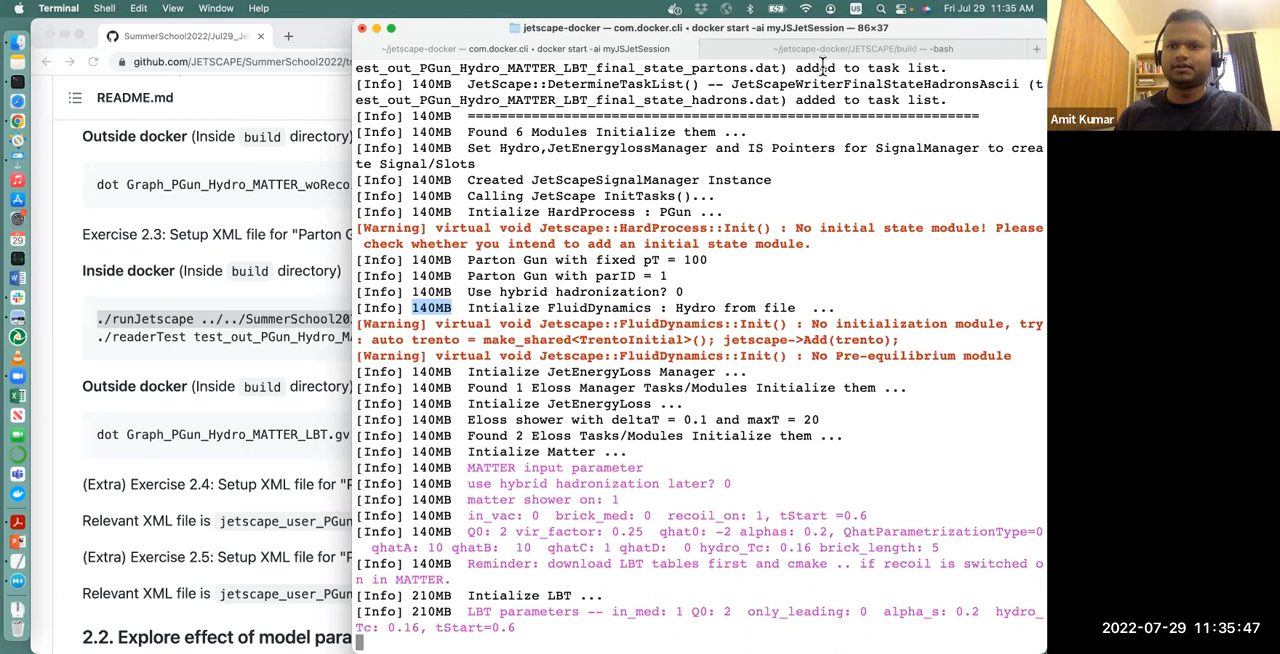 Terminal Shell Edit View Window Help
US
Fri Jul 29 11:35 AM
SummerSchool2022/Jul29_Je
github.com/JETSCAPE/SummerSchool2022/tr
README.md
Outside docker (Inside build directory)
dot Graph_PGun_Hydro_MATTER_woReco
Exercise 2.3: Setup XML file for "Parton G
Inside docker (Inside build directory)
./runJetscape ../../SummerSchool202
./readerTest test_out_PGun_Hydro_MA
Outside docker (Inside build directory)
dot Graph_PGun_Hydro_MATTER_LBT.gv
(Extra) Exercise 2.4: Setup XML file for "P
Relevant XML file is jetscape_user_PGun
(Extra) Exercise 2.5: Setup XML file for "P
Relevant XML file is jetscape_user_PGun
2.2. Explore effect of model para
jetscape-docker — com.docker.cli • docker start -ai myJSJetSession — 86×37
~/jetscape-docker — com.docker.cli • docker start -ai myJSJetSession
~/jetscape-docker/JETSCAPE/build — -bash
est_out_PGun_Hydro_MATTER_LBT_final_state_partons.dat) added to task list.
[Info] 140MB JetScape::DetermineTaskList() -- JetScapeWriterFinalStateHadronsAscii (t
est_out_PGun_Hydro_MATTER_LBT_final_state_hadrons.dat) added to task list.
[Info] 140MB ================================================================
[Info] 140MB Found 6 Modules Initialize them ...
[Info] 140MB Set Hydro,JetEnergylossManager and IS Pointers for SignalManager to crea
te Signal/Slots
[Info] 140MB Created JetScapeSignalManager Instance
[Info] 140MB Calling JetScape InitTasks()...
[Info] 140MB Intialize HardProcess : PGun ...
[Warning] virtual void Jetscape::HardProcess::Init() : No initial state module! Please
check whether you intend to add an initial state module.
[Info] 140MB Parton Gun with fixed pT = 100
[Info] 140MB Parton Gun with parID = 1
[Info] 140MB Use hybrid hadronization? 0
[Info] 140MB Intialize FluidDynamics : Hydro from file ...
[Warning] virtual void Jetscape::FluidDynamics::Init() : No initialization module, try
: auto trento = make_shared<TrentoInitial>(); jetscape->Add(trento);
[Warning] virtual void Jetscape::FluidDynamics::Init() : No Pre-equilibrium module
[Info] 140MB Intialize JetEnergyLoss Manager ...
[Info] 140MB Found 1 Eloss Manager Tasks/Modules Initialize them ...
[Info] 140MB Intialize JetEnergyLoss ...
[Info] 140MB Eloss shower with deltaT = 0.1 and maxT = 20
[Info] 140MB Found 2 Eloss Tasks/Modules Initialize them ...
[Info] 140MB Intialize Matter ...
[Info] 140MB MATTER input parameter
[Info] 140MB use hybrid hadronization later? 0
[Info] 140MB matter shower on: 1
[Info] 140MB in_vac: 0 brick_med: 0 recoil_on: 1, tStart =0.6
[Info] 140MB Q0: 2 vir_factor: 0.25 qhat0: -2 alphas: 0.2, QhatParametrizationType=0
qhatA: 10 qhatB: 10 qhatC: 1 qhatD: 0 hydro_Tc: 0.16 brick_length: 5
[Info] 140MB Reminder: download LBT tables first and cmake .. if recoil is switched o
n in MATTER.
[Info] 210MB Intialize LBT ...
[Info] 210MB LBT parameters -- in_med: 1 Q0: 2 only_leading: 0 alpha_s: 0.2 hydro_
Tc: 0.16, tStart=0.6
Amit Kumar
2022-07-29 11:35:47